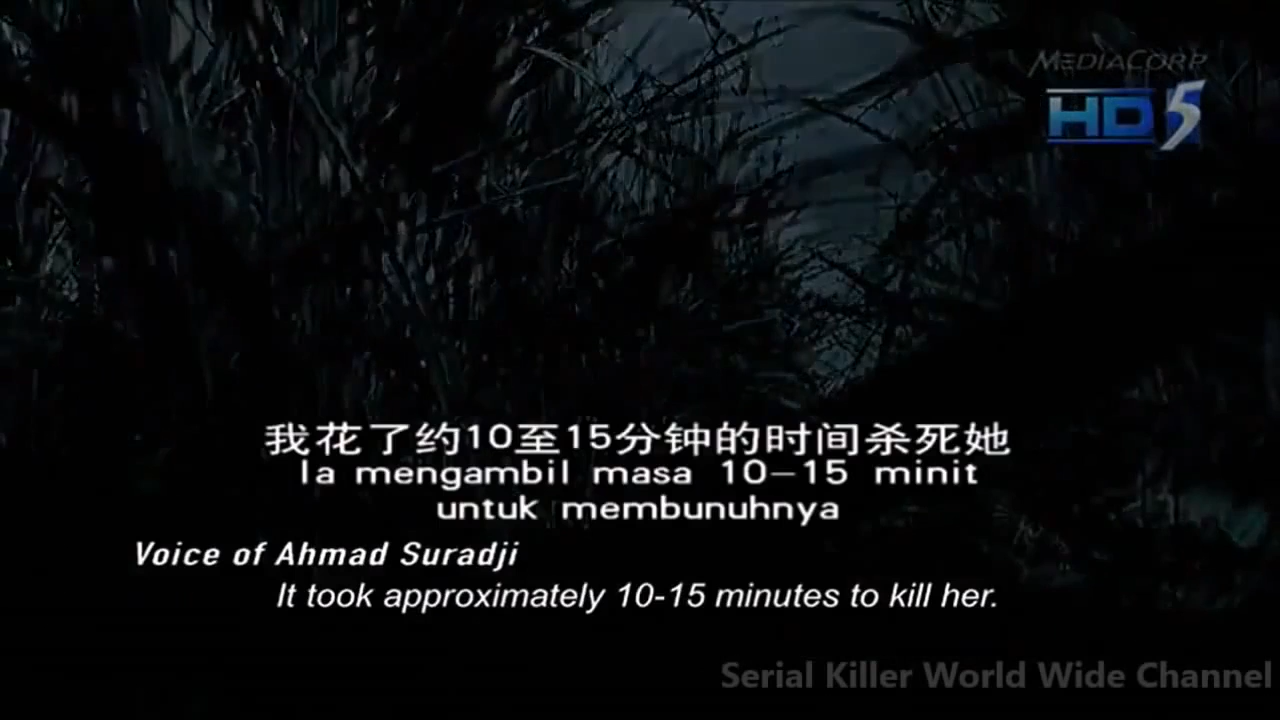 MEDIACORP
HD5
我花了约10至15分钟的时间杀死她
Ia mengambil masa 10-15 minit
untuk membunuhnya
Voice of Ahmad Suradji
It took approximately 10-15 minutes to kill her.
Serial Killer World Wide Channel